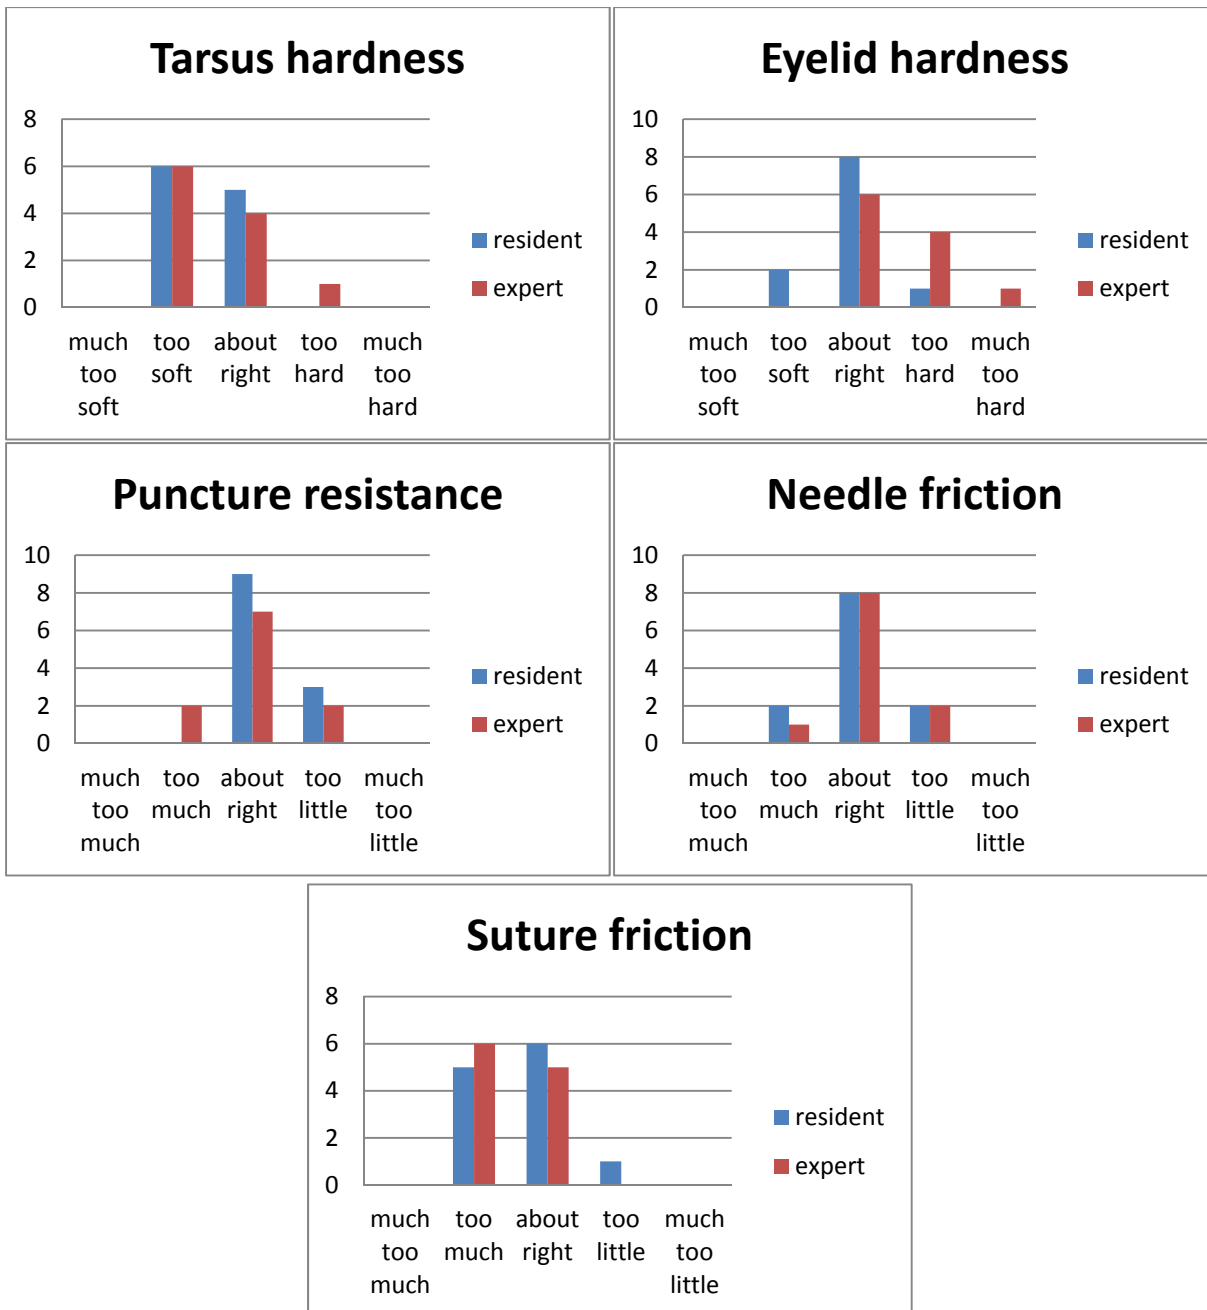 Tarsus hardness
8
6
4
2
0
much too soft
too soft
about right
too hard
much too hard
resident
expert
Eyelid hardness
10
8
6
4
2
0
much too soft
too soft
about right
too hard
much too hard
resident
expert
Puncture resistance
10
8
6
4
2
0
much too much
too much
about right
too little
much too little
resident
expert
Needle friction
10
8
6
4
2
0
much too much
too much
about right
too little
much too little
resident
expert
Suture friction
8
6
4
2
0
much too much
too much
about right
too little
much too little
resident
expert